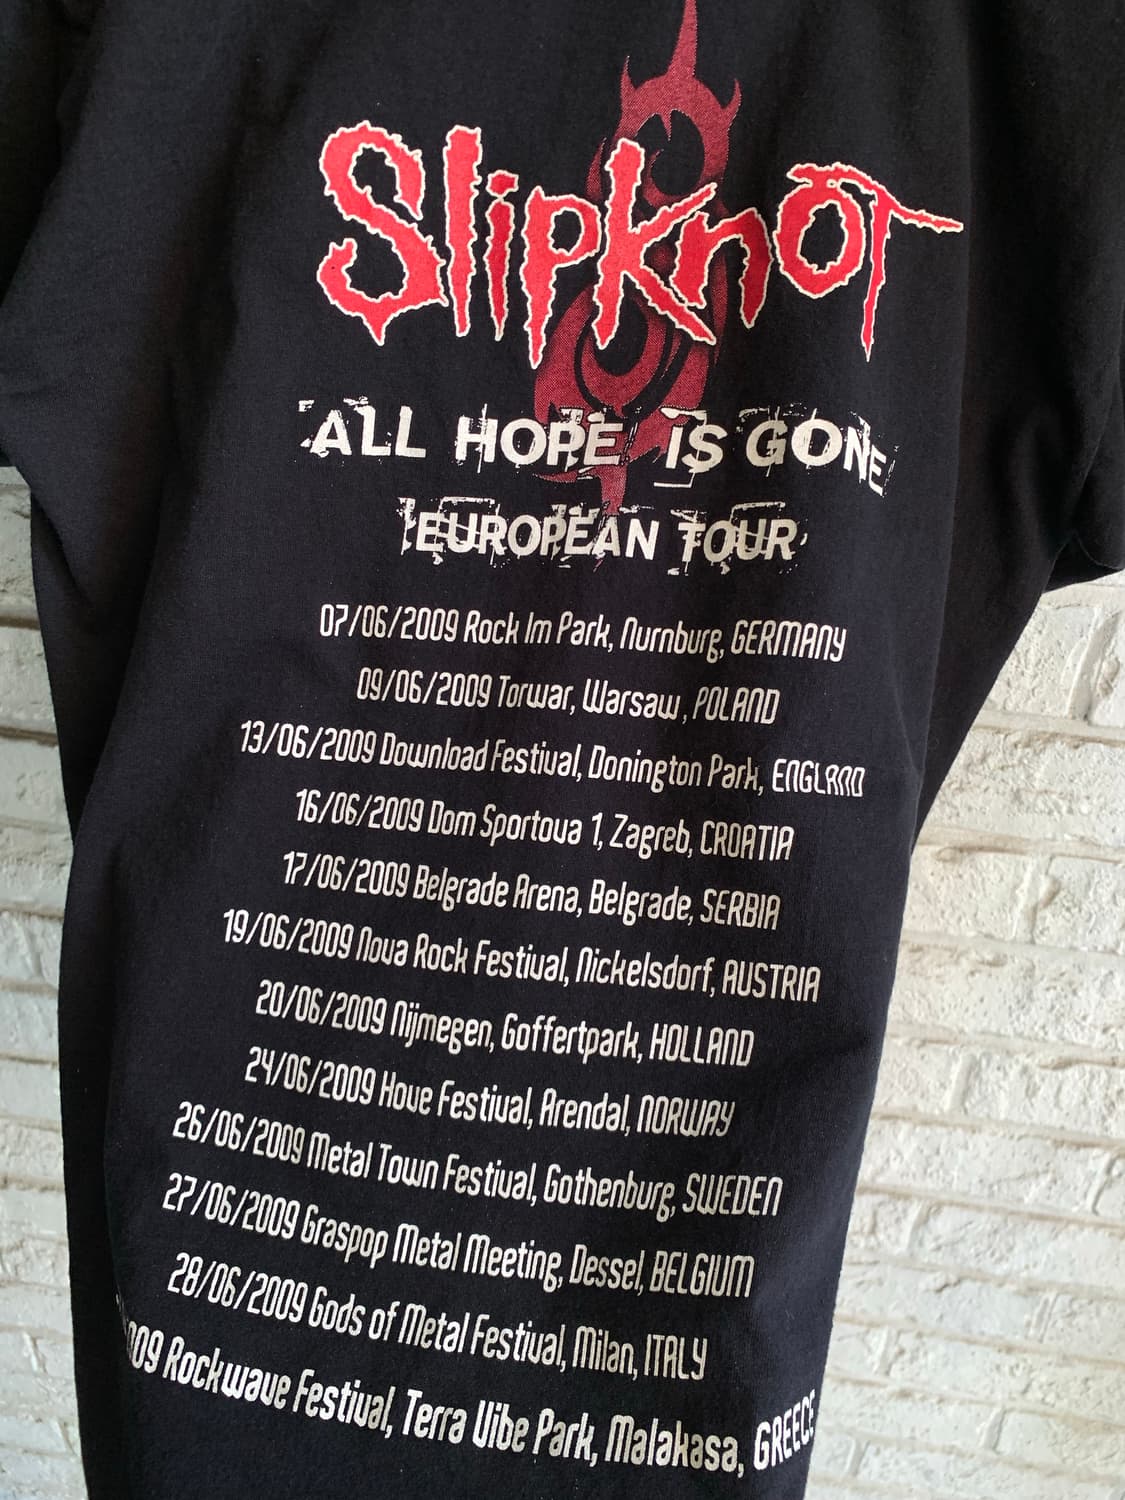 Slipknot
ALL HOPE IS GONE
EUROPEAN TOUR
07/06/2009 Rock Im Park, Nurnburg, GERMANY
09/06/2009 Torwar, Warsaw, POLAND
13/06/2009 Download Festival, Donington Park, ENGLAND
16/06/2009 Dom Sportova 1, Zagreb, CROATIA
17/06/2009 Belgrade Arena, Belgrade, SERBIA
19/06/2009 Nova Rock Festival, Nickelsdorf, AUSTRIA
20/06/2009 Nijmegen, Goffertpark, HOLLAND
24/06/2009 Hove Festival, Arendal, NORWAY
26/06/2009 Metal Town Festival, Gothenburg, SWEDEN
27/06/2009 Graspop Metal Meeting, Dessel, BELGIUM
28/06/2009 Gods of Metal Festival, Milan, ITALY
Rockwave Festival, Terra Vibe Park, Malakasa, GREECE